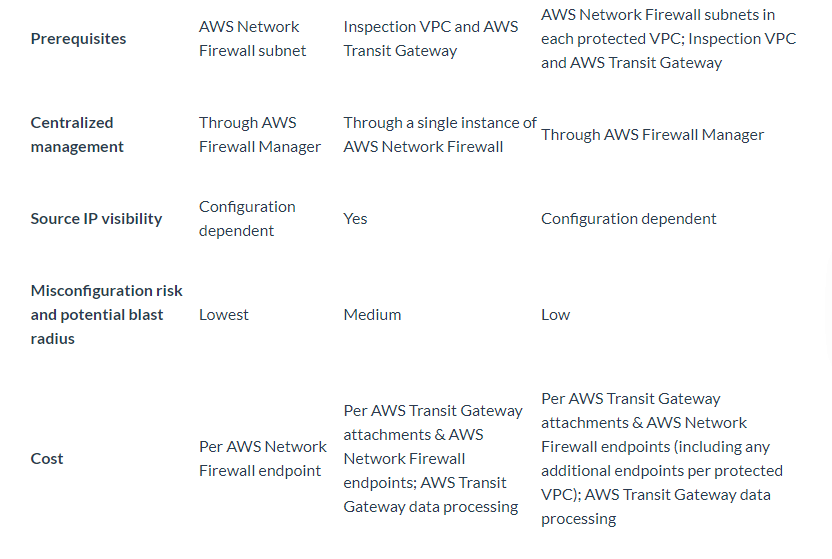 Prerequisites
AWS Network
Firewall subnet
Inspection VPC and AWS
Transit Gateway
AWS Network Firewall subnets in
each protected VPC; Inspection VPC
and AWS Transit Gateway
Centralized
management
Through AWS
Firewall Manager
Through a single instance of
AWS Network Firewall
Through AWS Firewall Manager
Source IP visibility
Configuration
dependent
Yes
Configuration dependent
Misconfiguration risk
and potential blast
radius
Lowest
Medium
Low
Cost
Per AWS Network
Firewall endpoint
Per AWS Transit Gateway
attachments & AWS
Network Firewall
endpoints; AWS Transit
Gateway data processing
Per AWS Transit Gateway
attachments & AWS Network
Firewall endpoints (including any
additional endpoints per protected
VPC); AWS Transit Gateway data
processing